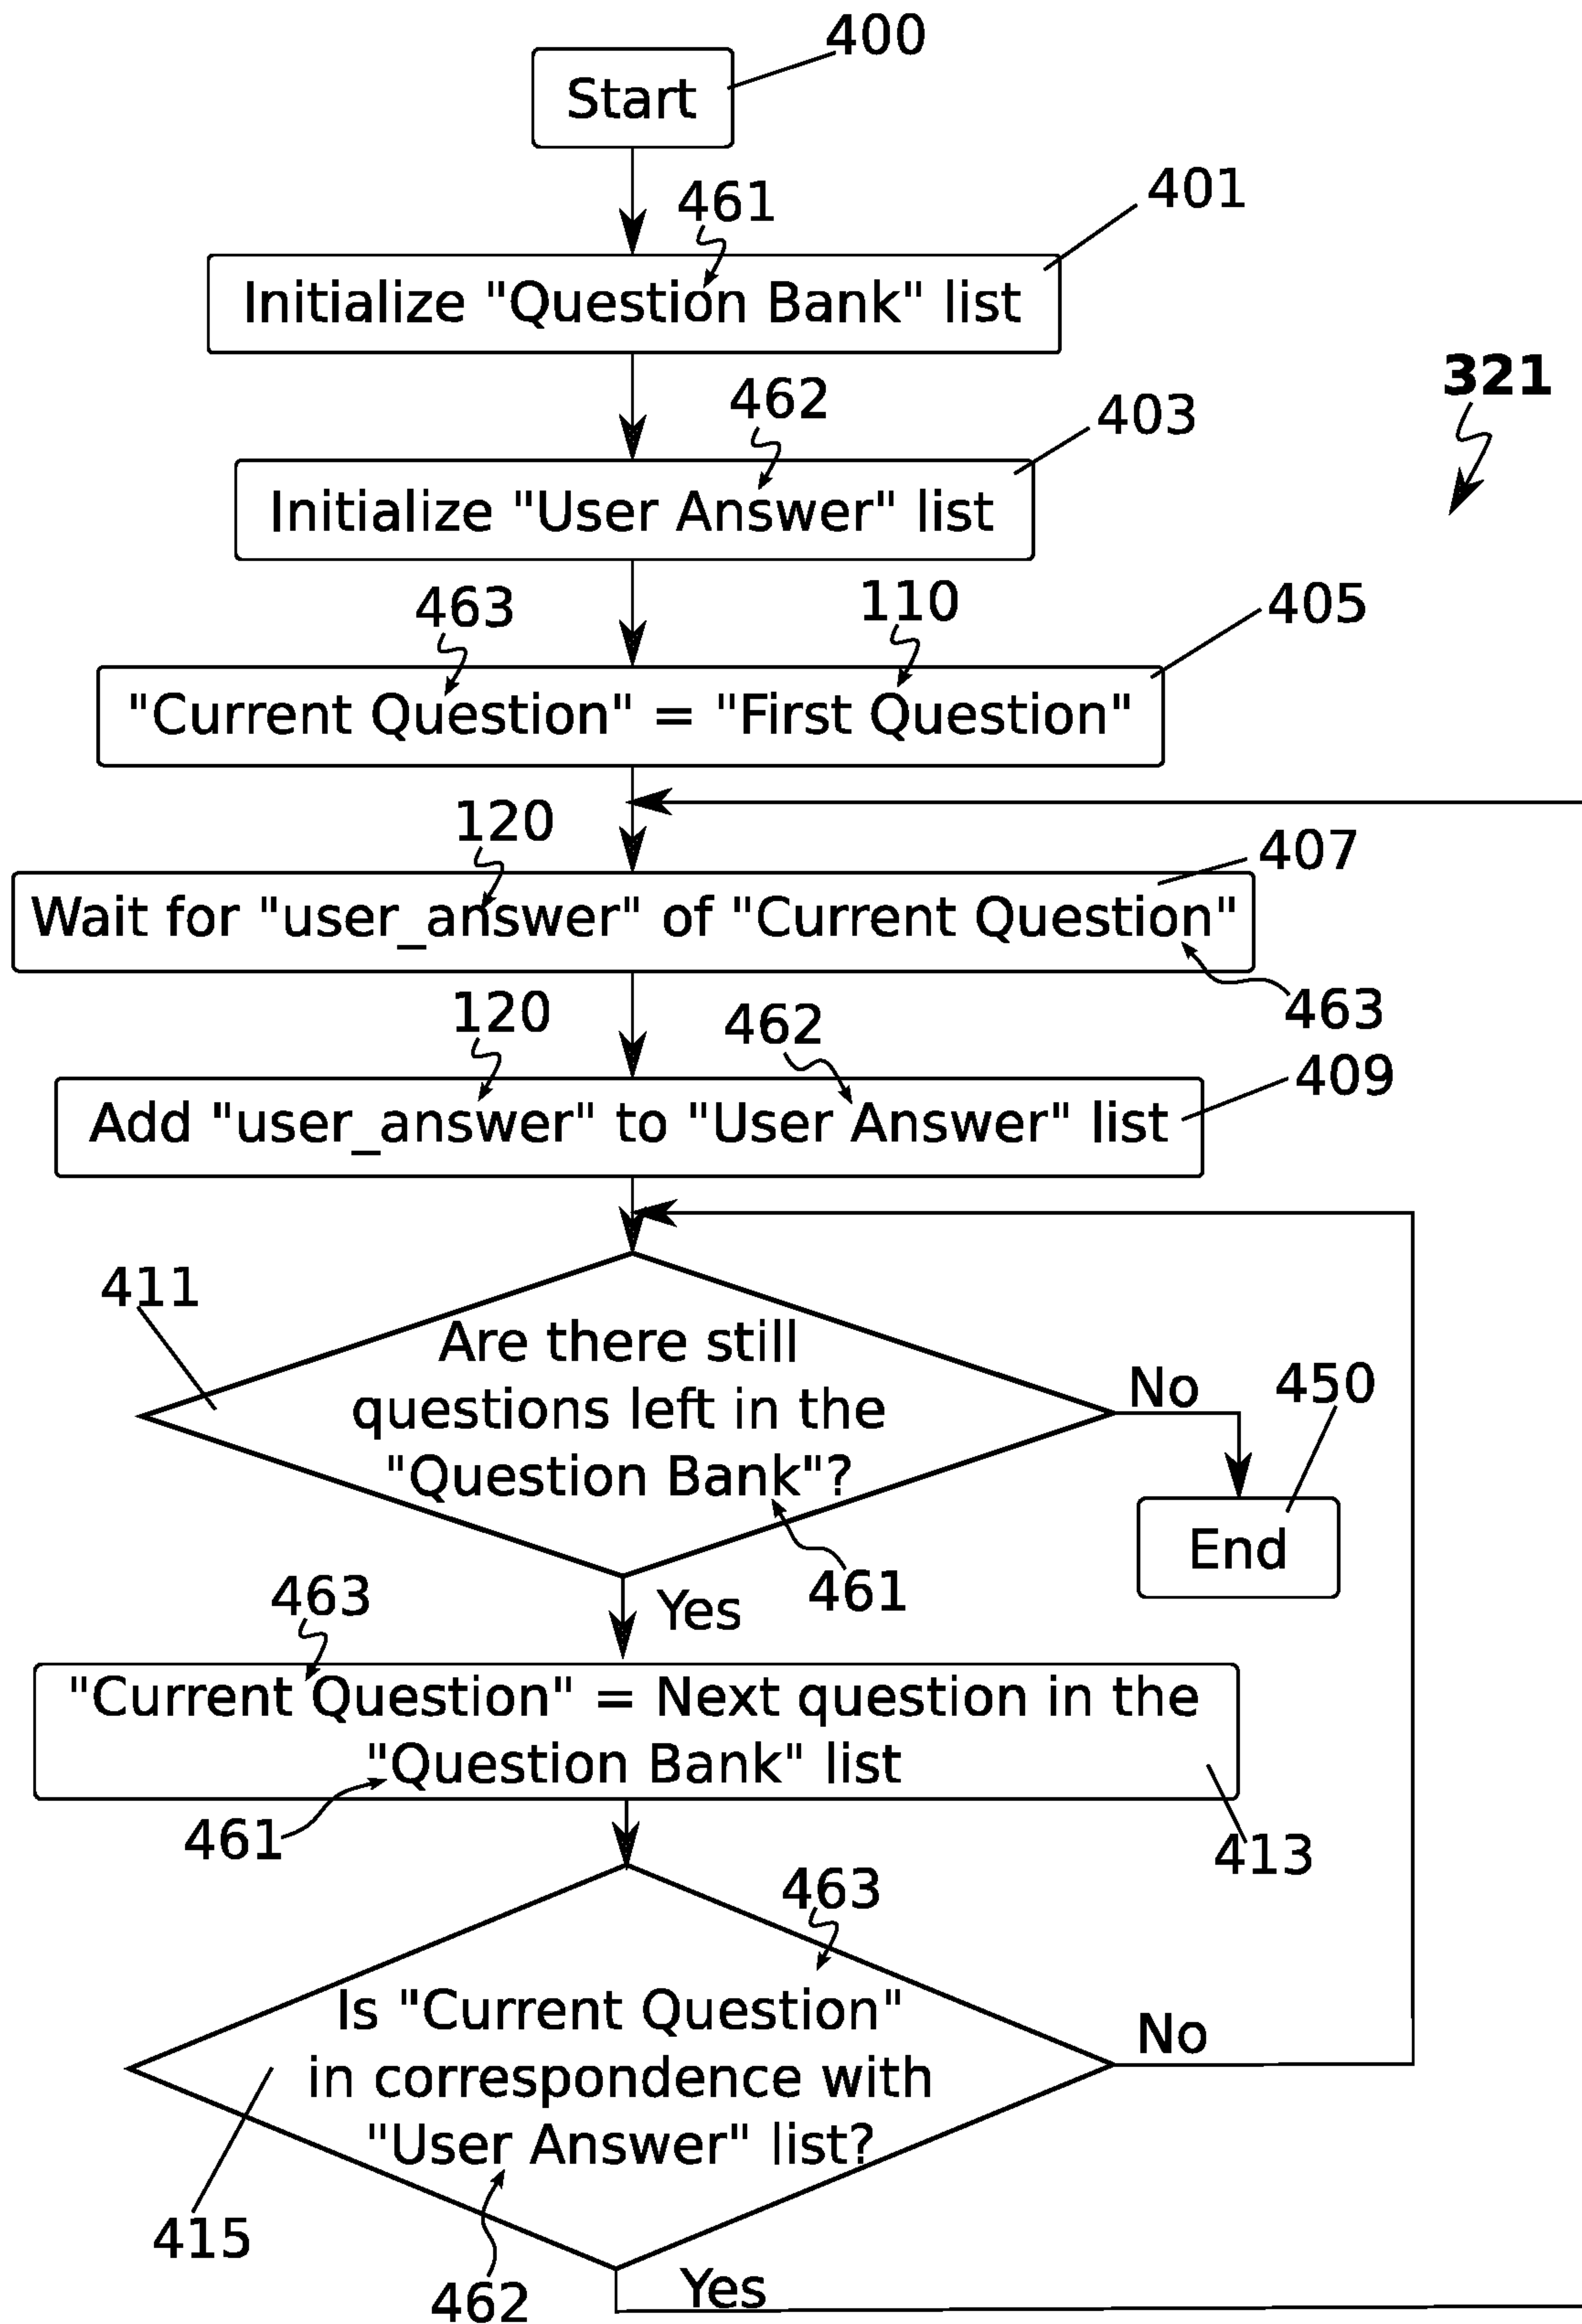 400
Start
461
401
Initialize "Question Bank" list
321
462
403
Initialize "User Answer" list
463
110
405
"Current Question" = "First Question"
120
407
Wait for "user_answer" of "Current Question"
463
120
462
409
Add "user_answer" to "User Answer" list
411
Are there still
questions left in the
"Question Bank"?
No
450
End
461
463
Yes
"Current Question" = Next question in the
"Question Bank" list
461
413
463
Is "Current Question"
in correspondence with
"User Answer" list?
No
415
462
Yes